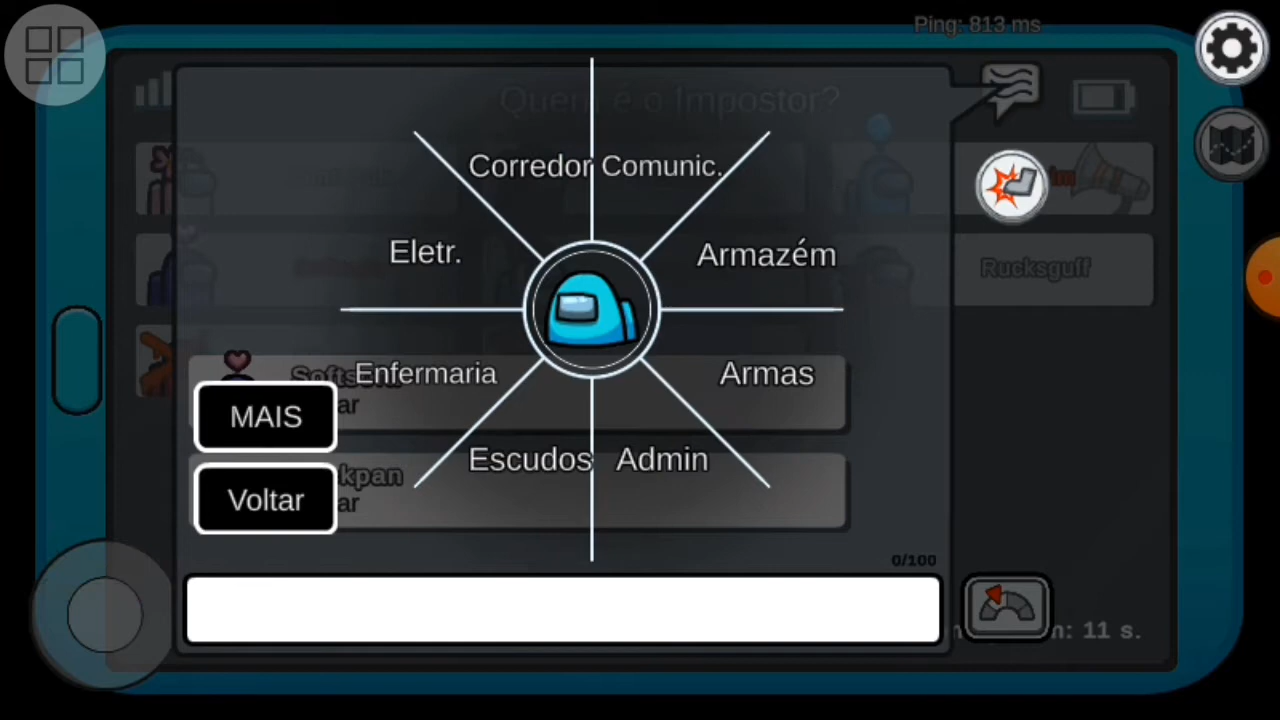 Ping: 813 ms
Quem é o Impostor?
Corredor Comunic.
Eletr. Armazém
Rucksguff
Enfermaria Armas
MAIS
Escudos Admin
Voltar
0/100
11 s.